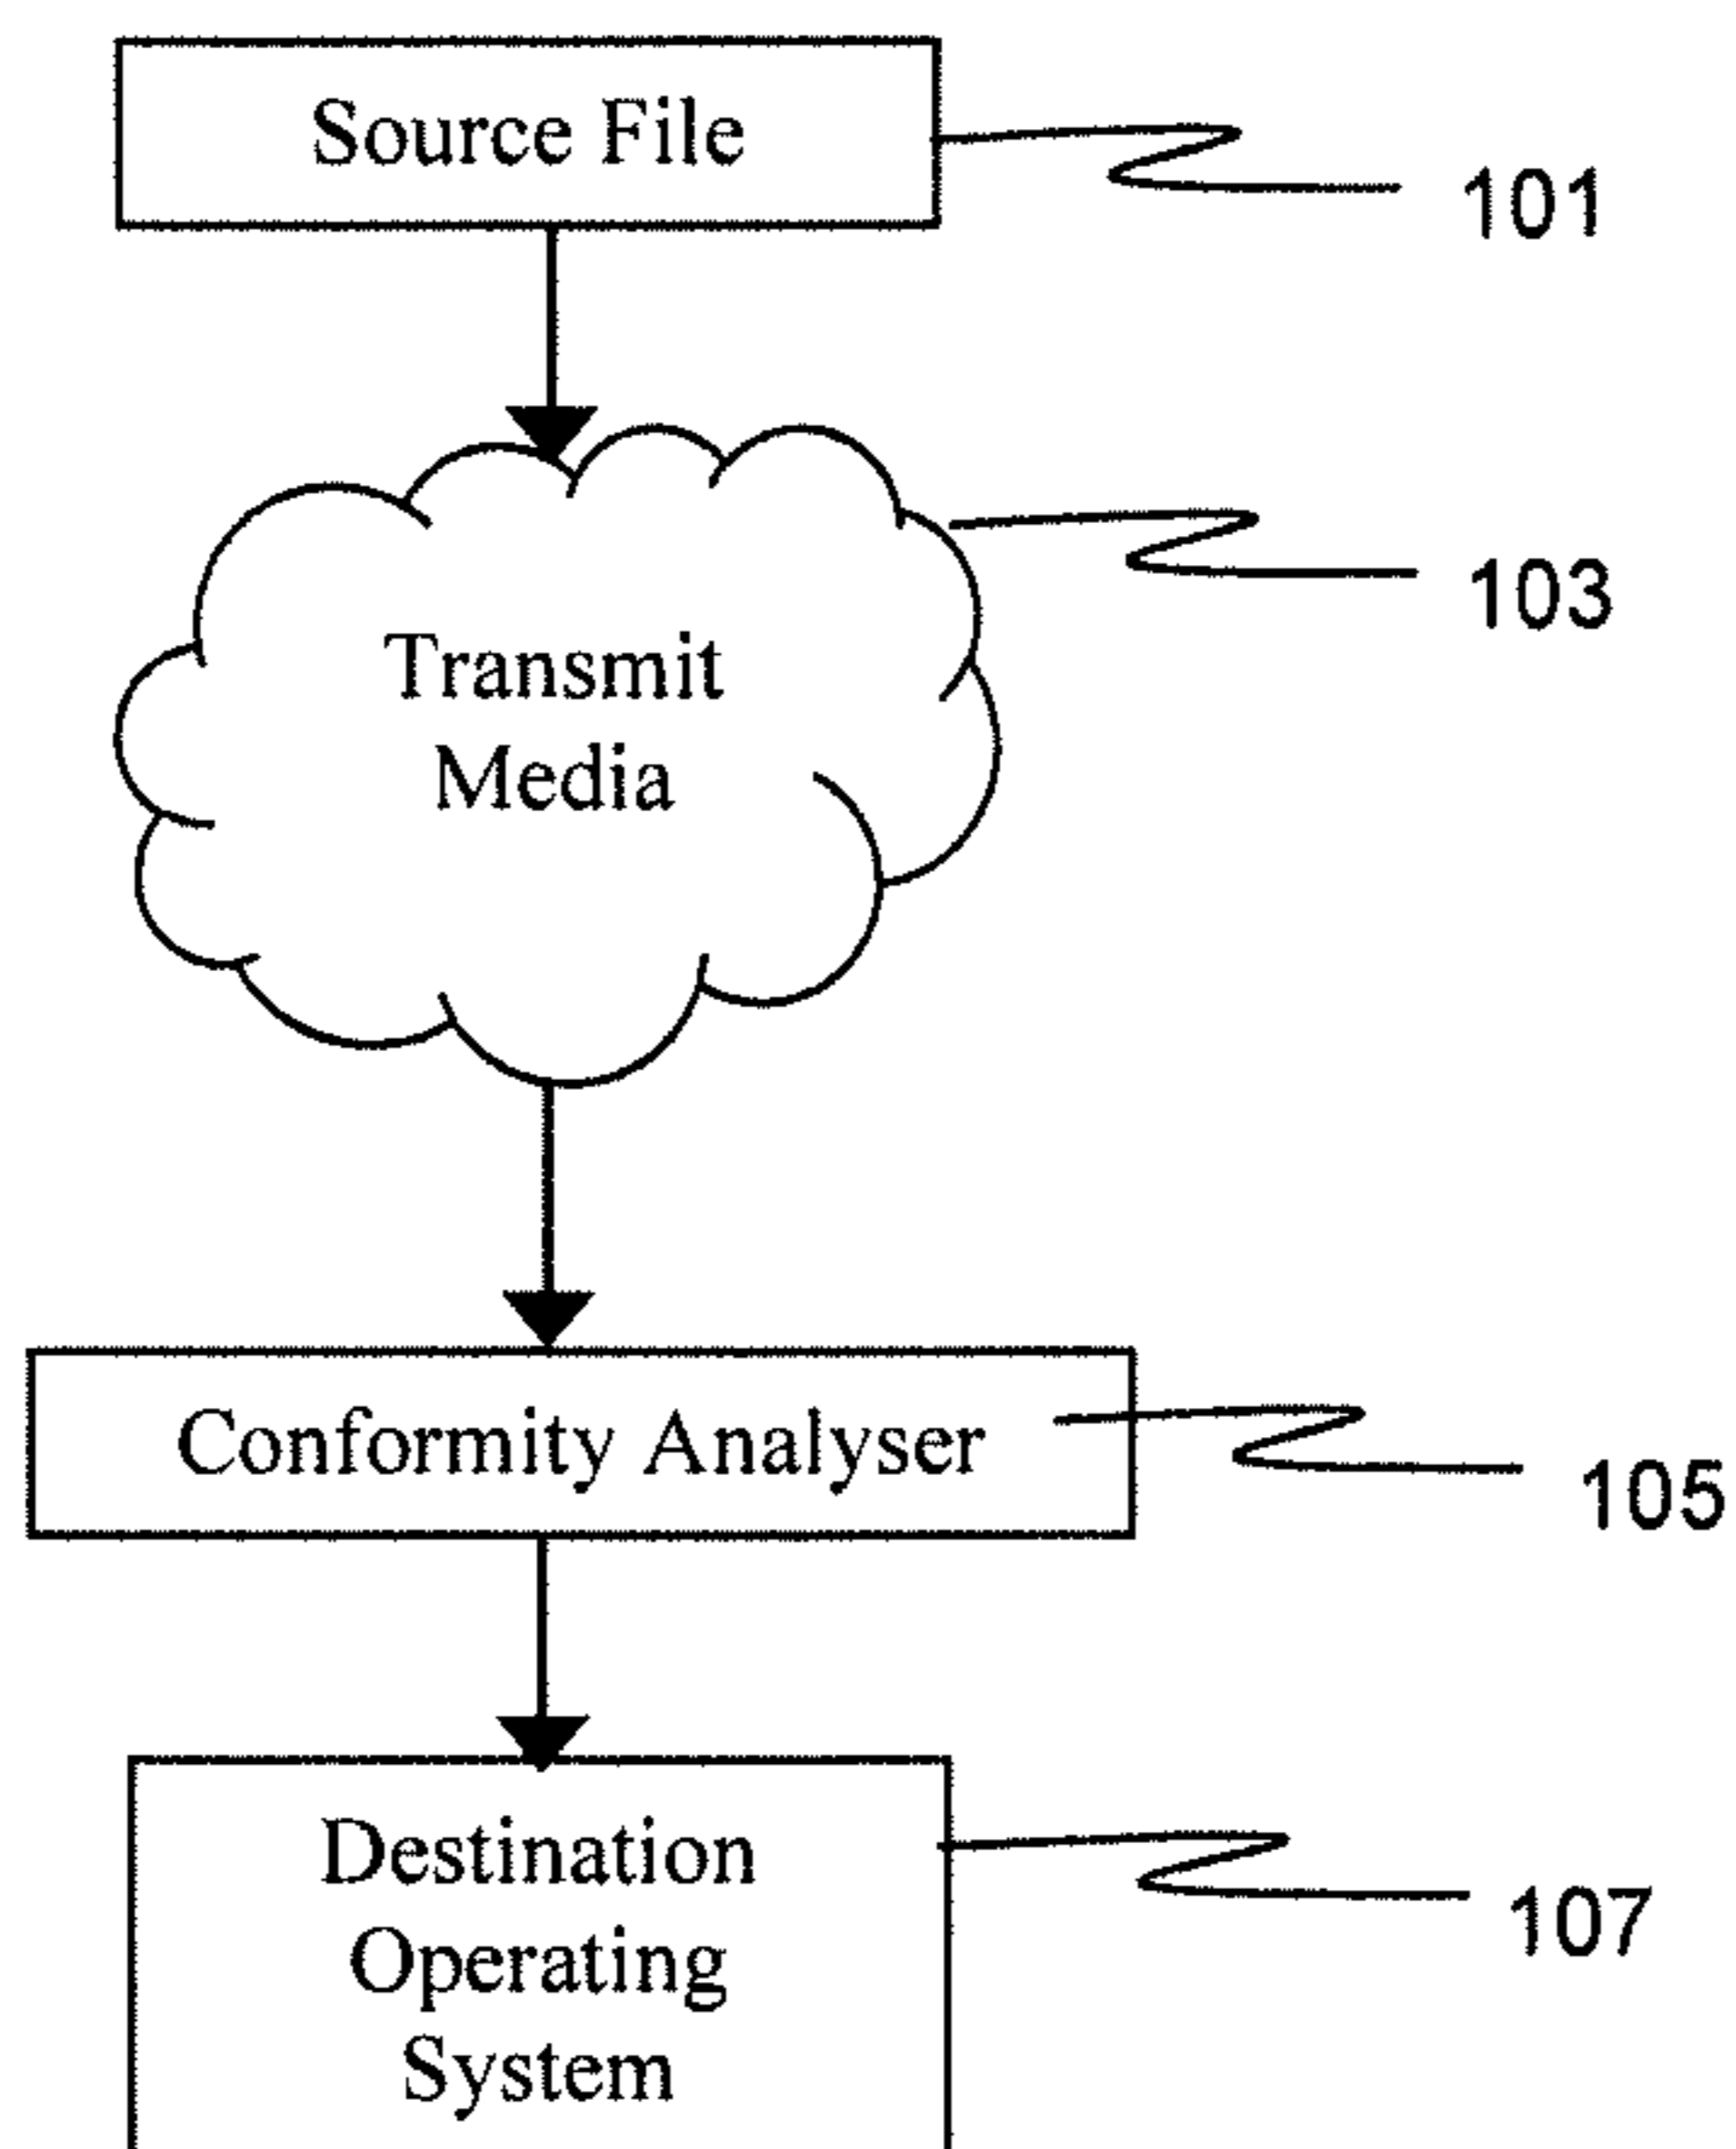 Source File
101
103
Transmit
Media
Conformity Analyser
105
Destination
Operating
System
107